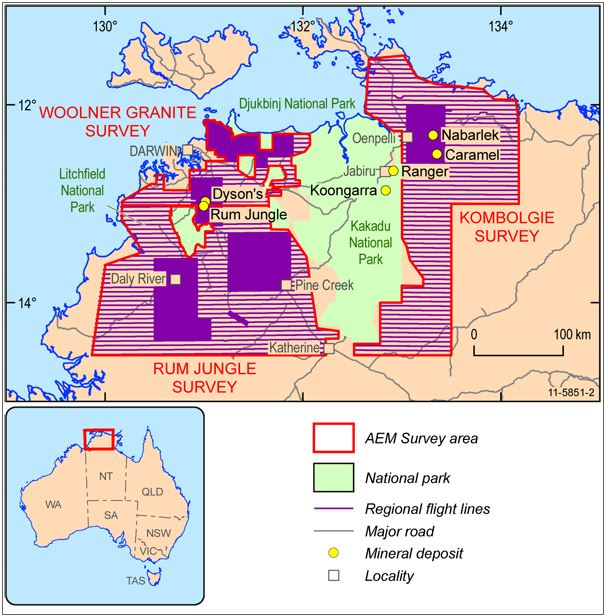 130°
132°
134°
12°
14°
WOOLNER GRANITE
SURVEY
Djukbinj National Park
DARWIN
Oenpelli
Nabarlek
Caramel
Litchfield
National
Park
Jabiru
Ranger
Koongarra
Dyson's
Rum Jungle
Kakadu
National
Park
KOMBOLGIE
SURVEY
Daly River
Pine Creek
Katherine
0
100 km
RUM JUNGLE
SURVEY
11-5851-2
WA
NT
SA
QLD
NSW
VIC
TAS
AEM Survey area
National park
Regional flight lines
Major road
Mineral deposit
Locality